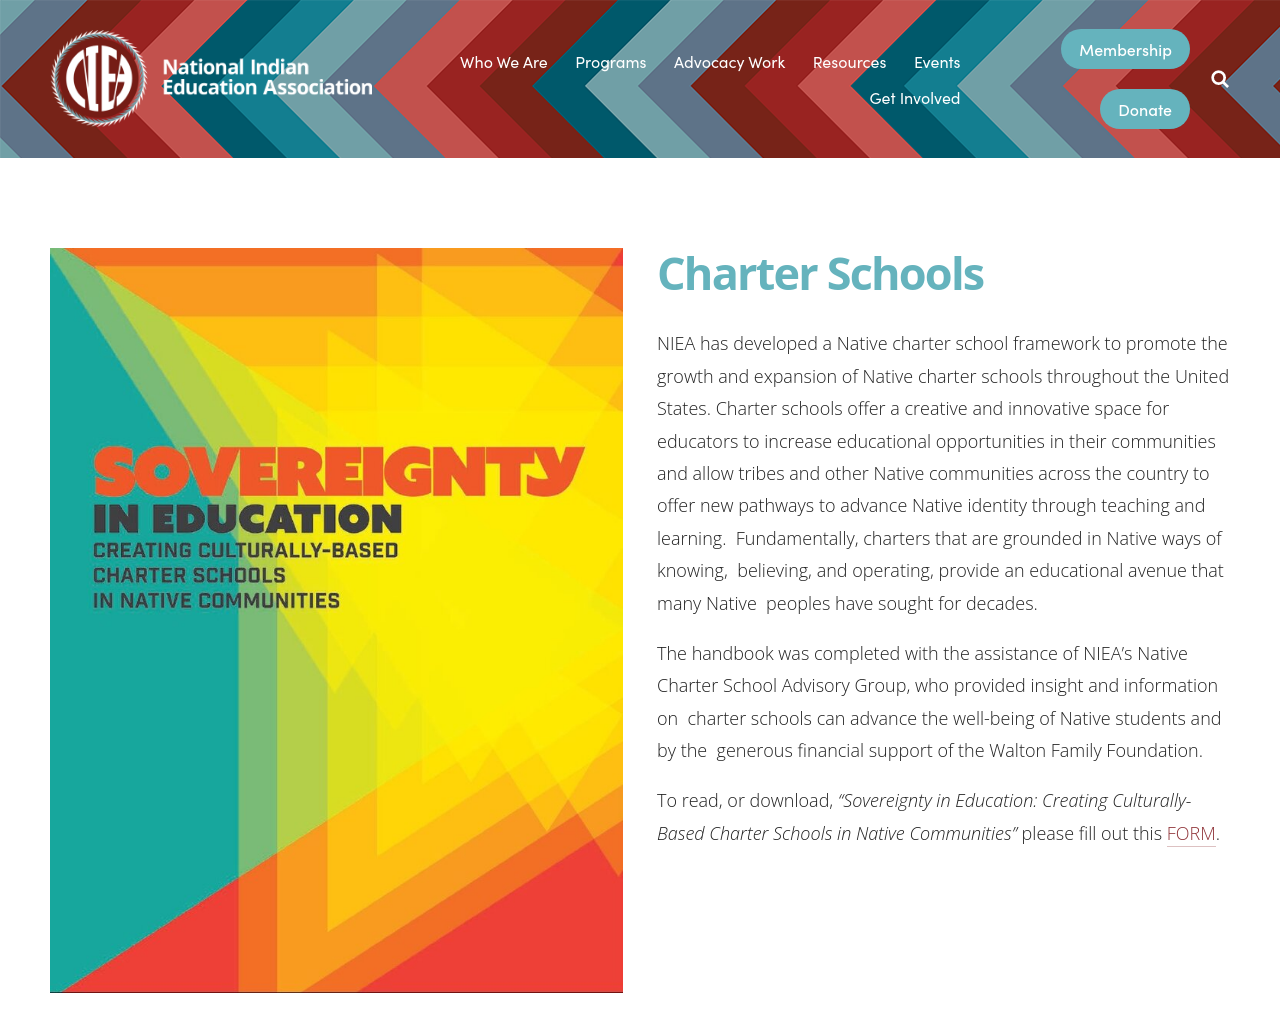 NIEA
National Indian
Education Association
Who We Are Programs Advocacy Work Resources Events
Get Involved
Membership
Donate
SOVEREIGNTY
IN EDUCATION
CREATING CULTURALLY-BASED
CHARTER SCHOOLS
IN NATIVE COMMUNITIES
Charter Schools
NIEA has developed a Native charter school framework to promote the
growth and expansion of Native charter schools throughout the United
States. Charter schools offer a creative and innovative space for
educators to increase educational opportunities in their communities
and allow tribes and other Native communities across the country to
offer new pathways to advance Native identity through teaching and
learning.  Fundamentally, charters that are grounded in Native ways of
knowing,  believing, and operating, provide an educational avenue that
many Native  peoples have sought for decades.
The handbook was completed with the assistance of NIEA’s Native
Charter School Advisory Group, who provided insight and information
on  charter schools can advance the well-being of Native students and
by the  generous financial support of the Walton Family Foundation.
To read, or download, “Sovereignty in Education: Creating Culturally-
Based Charter Schools in Native Communities” please fill out this FORM.